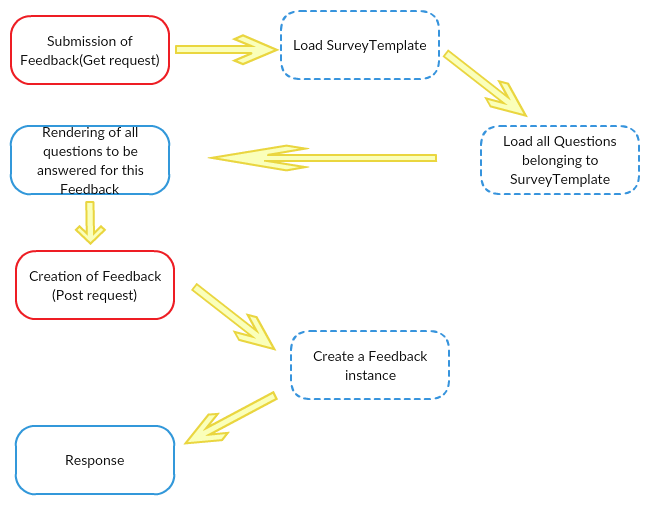 Submission of
Feedback(Get request)
Load SurveyTemplate
Load all Questions
belonging to
SurveyTemplate
Rendering of all
questions to be
answered for this
Feedback
Creation of Feedback
(Post request)
Create a Feedback
instance
Response